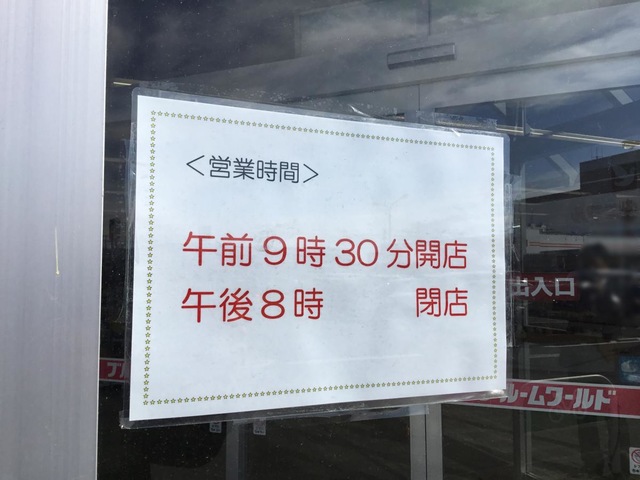 <営業時間>
午前9時30分開店
午後8時 閉店
出入口
ルームワールド